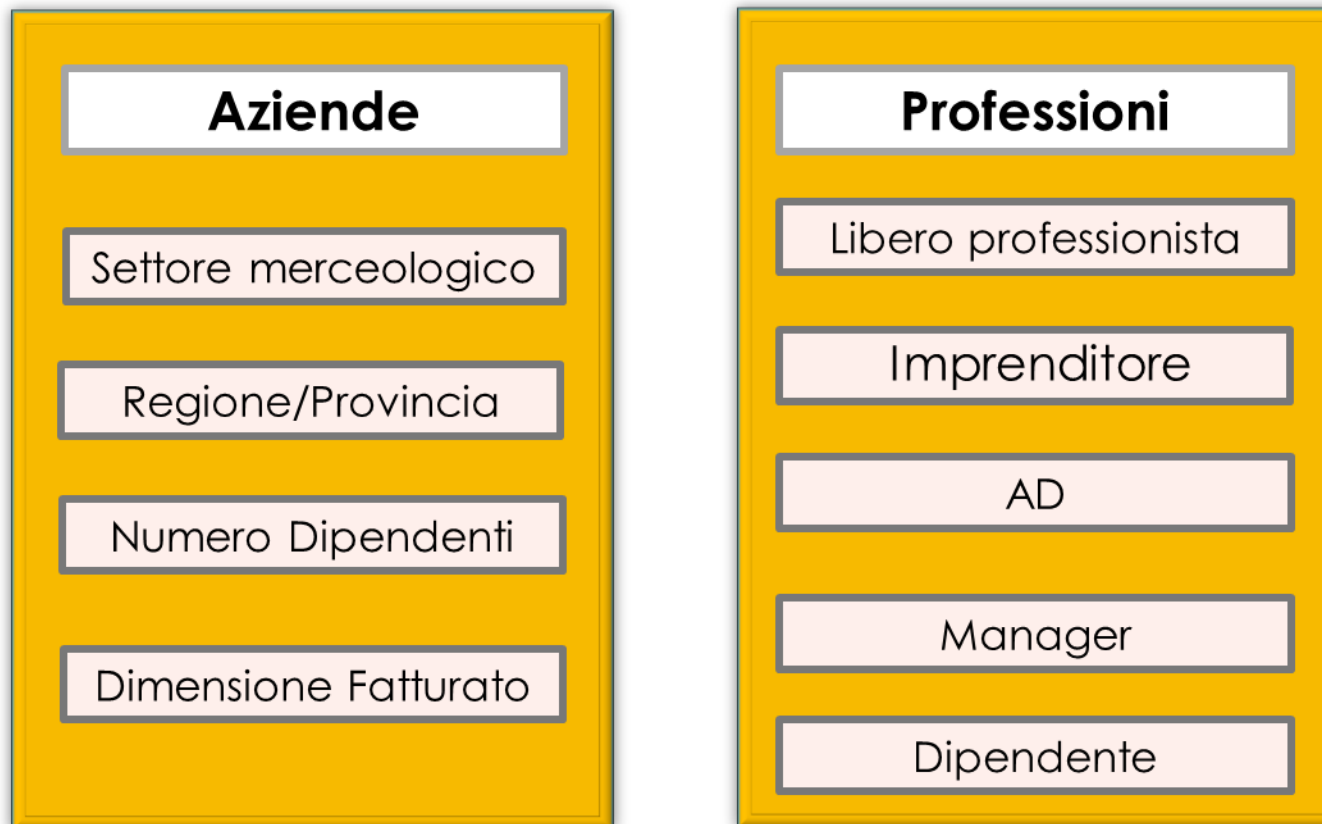 Aziende
Settore merceologico
Regione/Provincia
Numero Dipendenti
Dimensione Fatturato
Professioni
Libero professionista
Imprenditore
AD
Manager
Dipendente